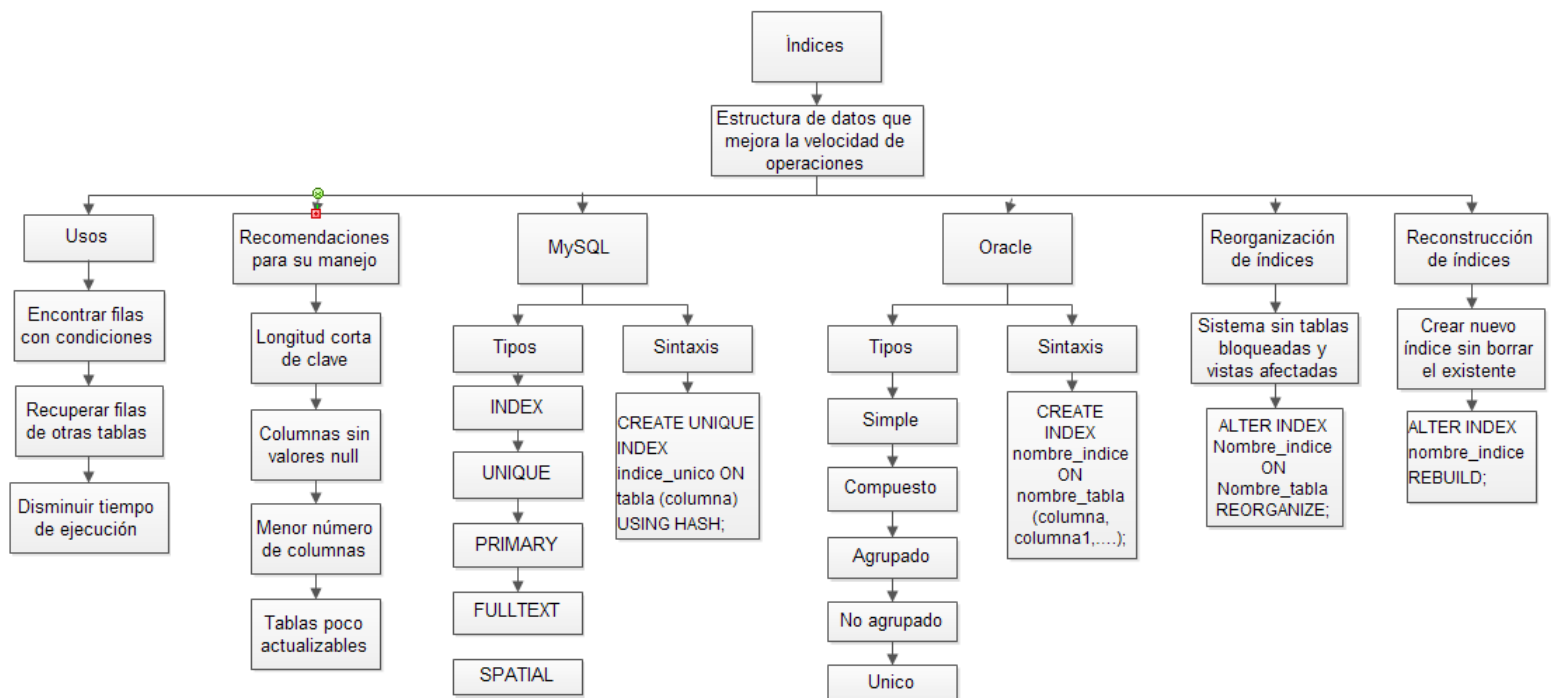 Índices
Estructura de datos que
mejora la velocidad de
operaciones
Usos
Encontrar filas
con condiciones
Recuperar filas
de otras tablas
Disminuir tiempo
de ejecución
Recomendaciones
para su manejo
Longitud corta
de clave
Columnas sin
valores null
Menor número
de columnas
Tablas poco
actualizables
MySQL
Tipos
INDEX
UNIQUE
PRIMARY
FULLTEXT
SPATIAL
Sintaxis
CREATE UNIQUE
INDEX
indice_unico ON
tabla (columna)
USING HASH;
Oracle
Tipos
Simple
Compuesto
Agrupado
No agrupado
Unico
Sintaxis
CREATE
INDEX
nombre_indice
ON
nombre_tabla
(columna,
columna1,....);
Reorganización
de índices
Sistema sin tablas
bloqueadas y
vistas afectadas
ALTER INDEX
Nombre_indice
ON
Nombre_tabla
REORGANIZE;
Reconstrucción
de índices
Crear nuevo
índice sin borrar
el existente
ALTER INDEX
nombre_indice
REBUILD;